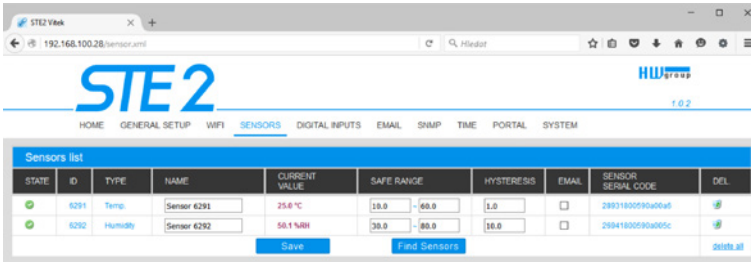 STE2 Vitek
192.168.100.28/sensor.xml
Hledat
STE2
HWgroup
1.0.2
HOME GENERAL SETUP WIFI SENSORS DIGITAL INPUTS EMAIL SNMP TIME PORTAL SYSTEM
Sensors list
STATE ID TYPE NAME CURRENT VALUE SAFE RANGE HYSTERESIS EMAIL SENSOR SERIAL CODE DEL.
6291 Temp. Sensor 6291 25.0 °C 10.0 - 60.0 1.0
6292 Humidity Sensor 6292 50.1 %RH 30.0 - 80.0 10.0
Save Find Sensors delete all